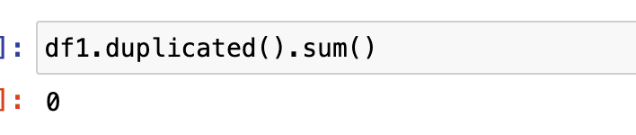 ]: df1.duplicated().sum()
]: 0